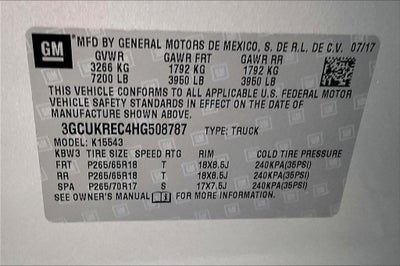 GM MFD BY GENERAL MOTORS DE MEXICO, S. DE R.L. DE C.V. 07/17
GVWR GAWR FRT GAWR RR
3266 KG 1792 KG 1792 KG
7200 LB 3950 LB 3950 LB
THIS VEHICLE CONFORMS TO ALL APPLICABLE U.S. FEDERAL MOTOR
VEHICLE SAFETY STANDARDS IN EFFECT ON THE DATE OF
MANUFACTURE SHOWN ABOVE.
3GCUKREC4HG508787 TYPE: TRUCK
MODEL: K15543
KBW3 TIRE SIZE SPEED RTG RIM COLD TIRE PRESSURE
FRT P265/65R18 T 18X8.5J 240KPA(35PSI)
RR P265/65R18 T 18X8.5J 240KPA(35PSI)
SPA P265/70R17 S 17X7.5J 240KPA(35PSI)
SEE OWNER'S MANUAL FOR MORE INFORMATION.